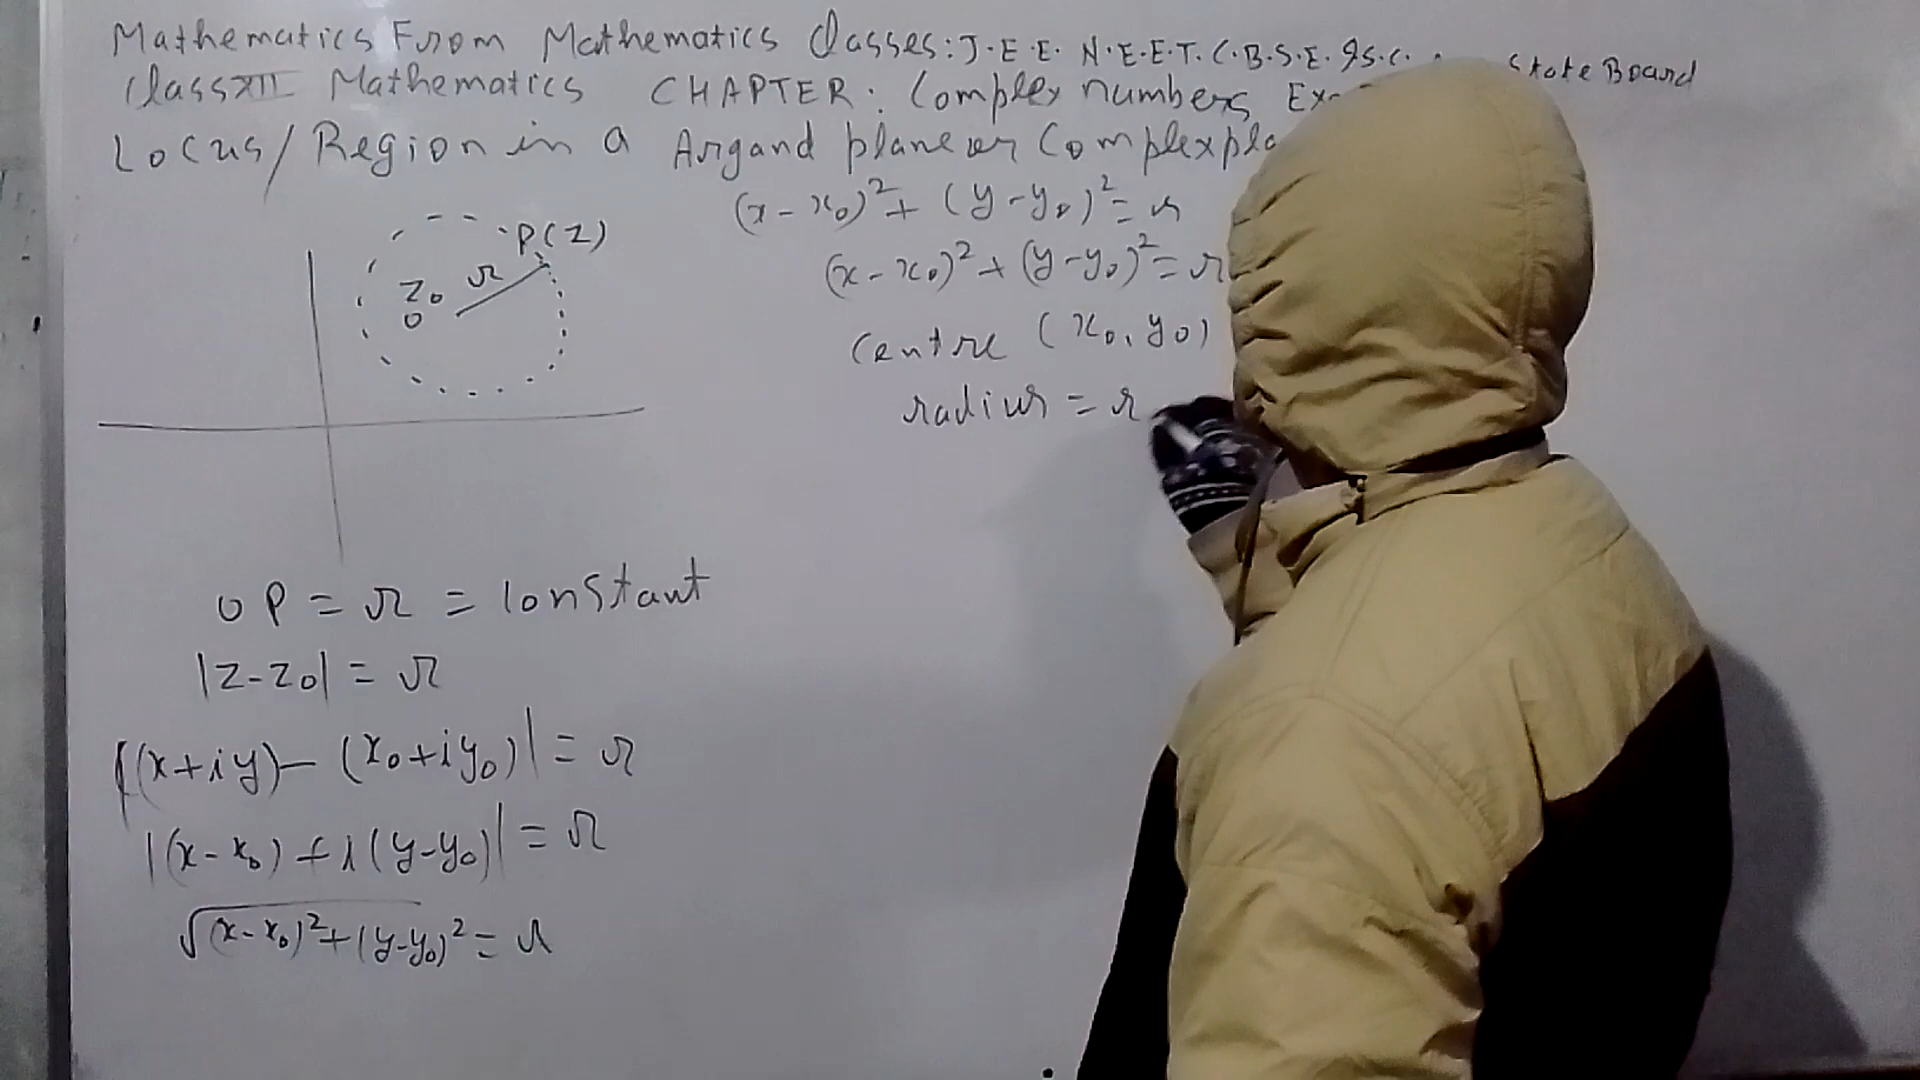 Mathematics From Mathematics Classes: J.E.E. N.E.E.T. C.B.S.E. I.S.C. State Board
Class XII Mathematics CHAPTER: Complex numbers
Locus/Region in a Argand plane or
P(Z)
Z₀ r
O
OP = r = constant
|z-z₀| = r
|(x+iy)-(x₀+iy₀)| = r
|(x-x₀)+i(y-y₀)| = r
√(x-x₀)²+(y-y₀)² = r
(x-x₀)²+(y-y₀)² = r
(x-x₀)²+(y-y₀)² = r
centre (x₀,y₀)
radius = r